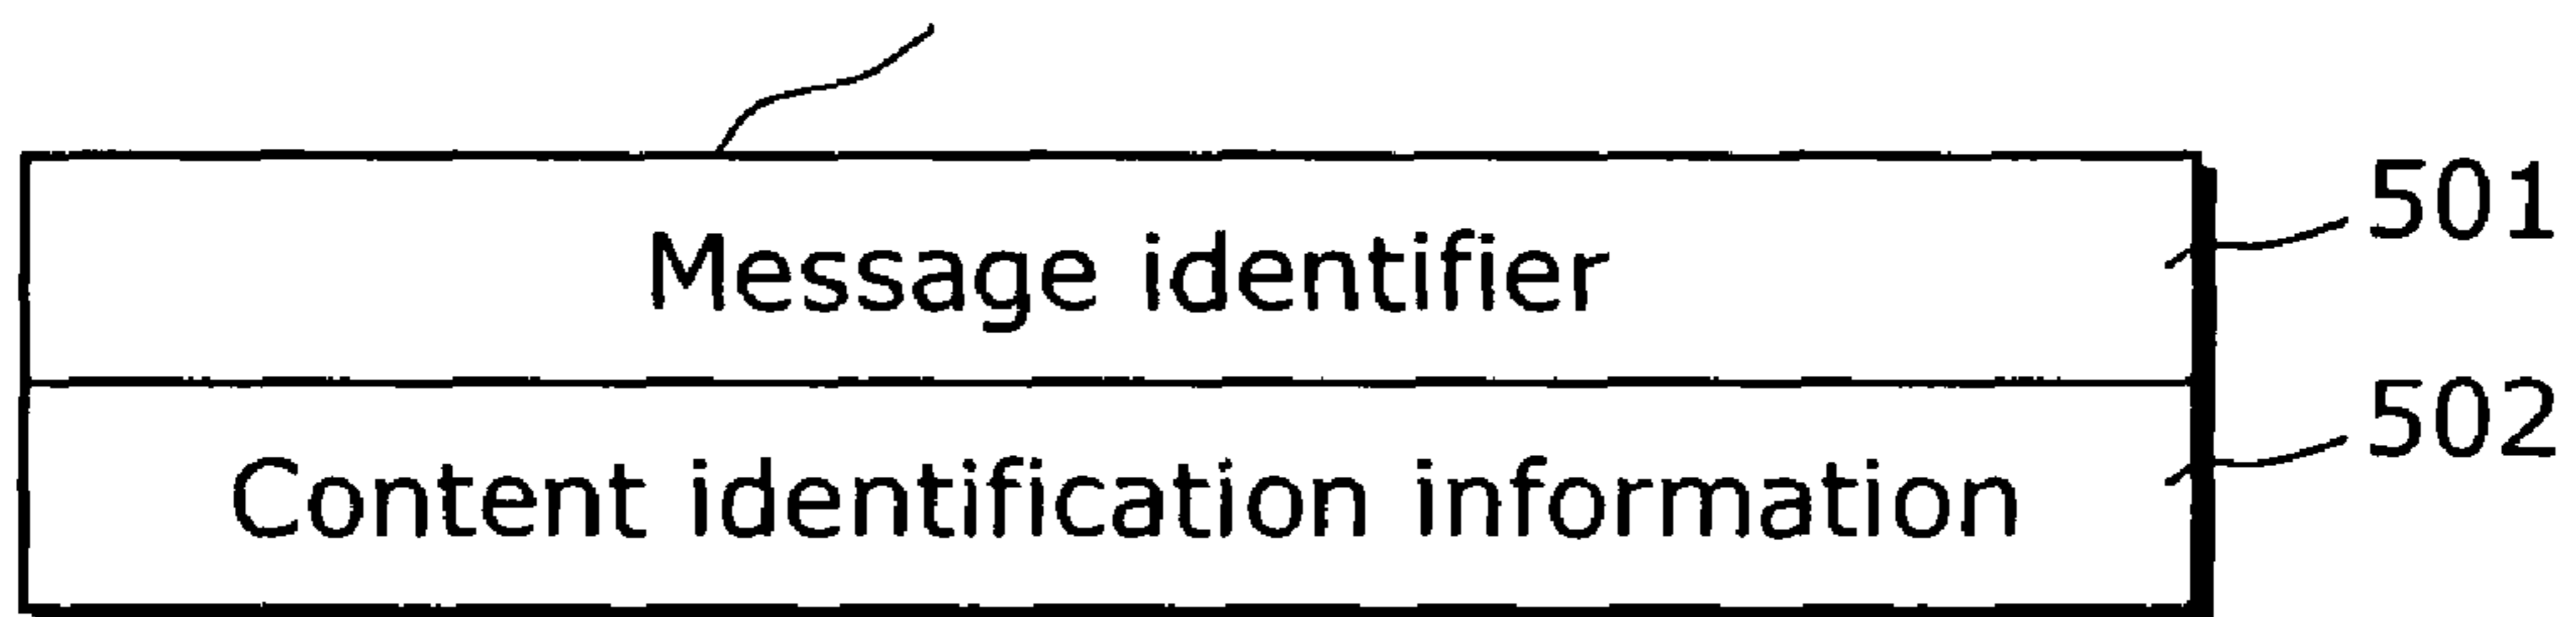 Message identifier 501
Content identification information 502